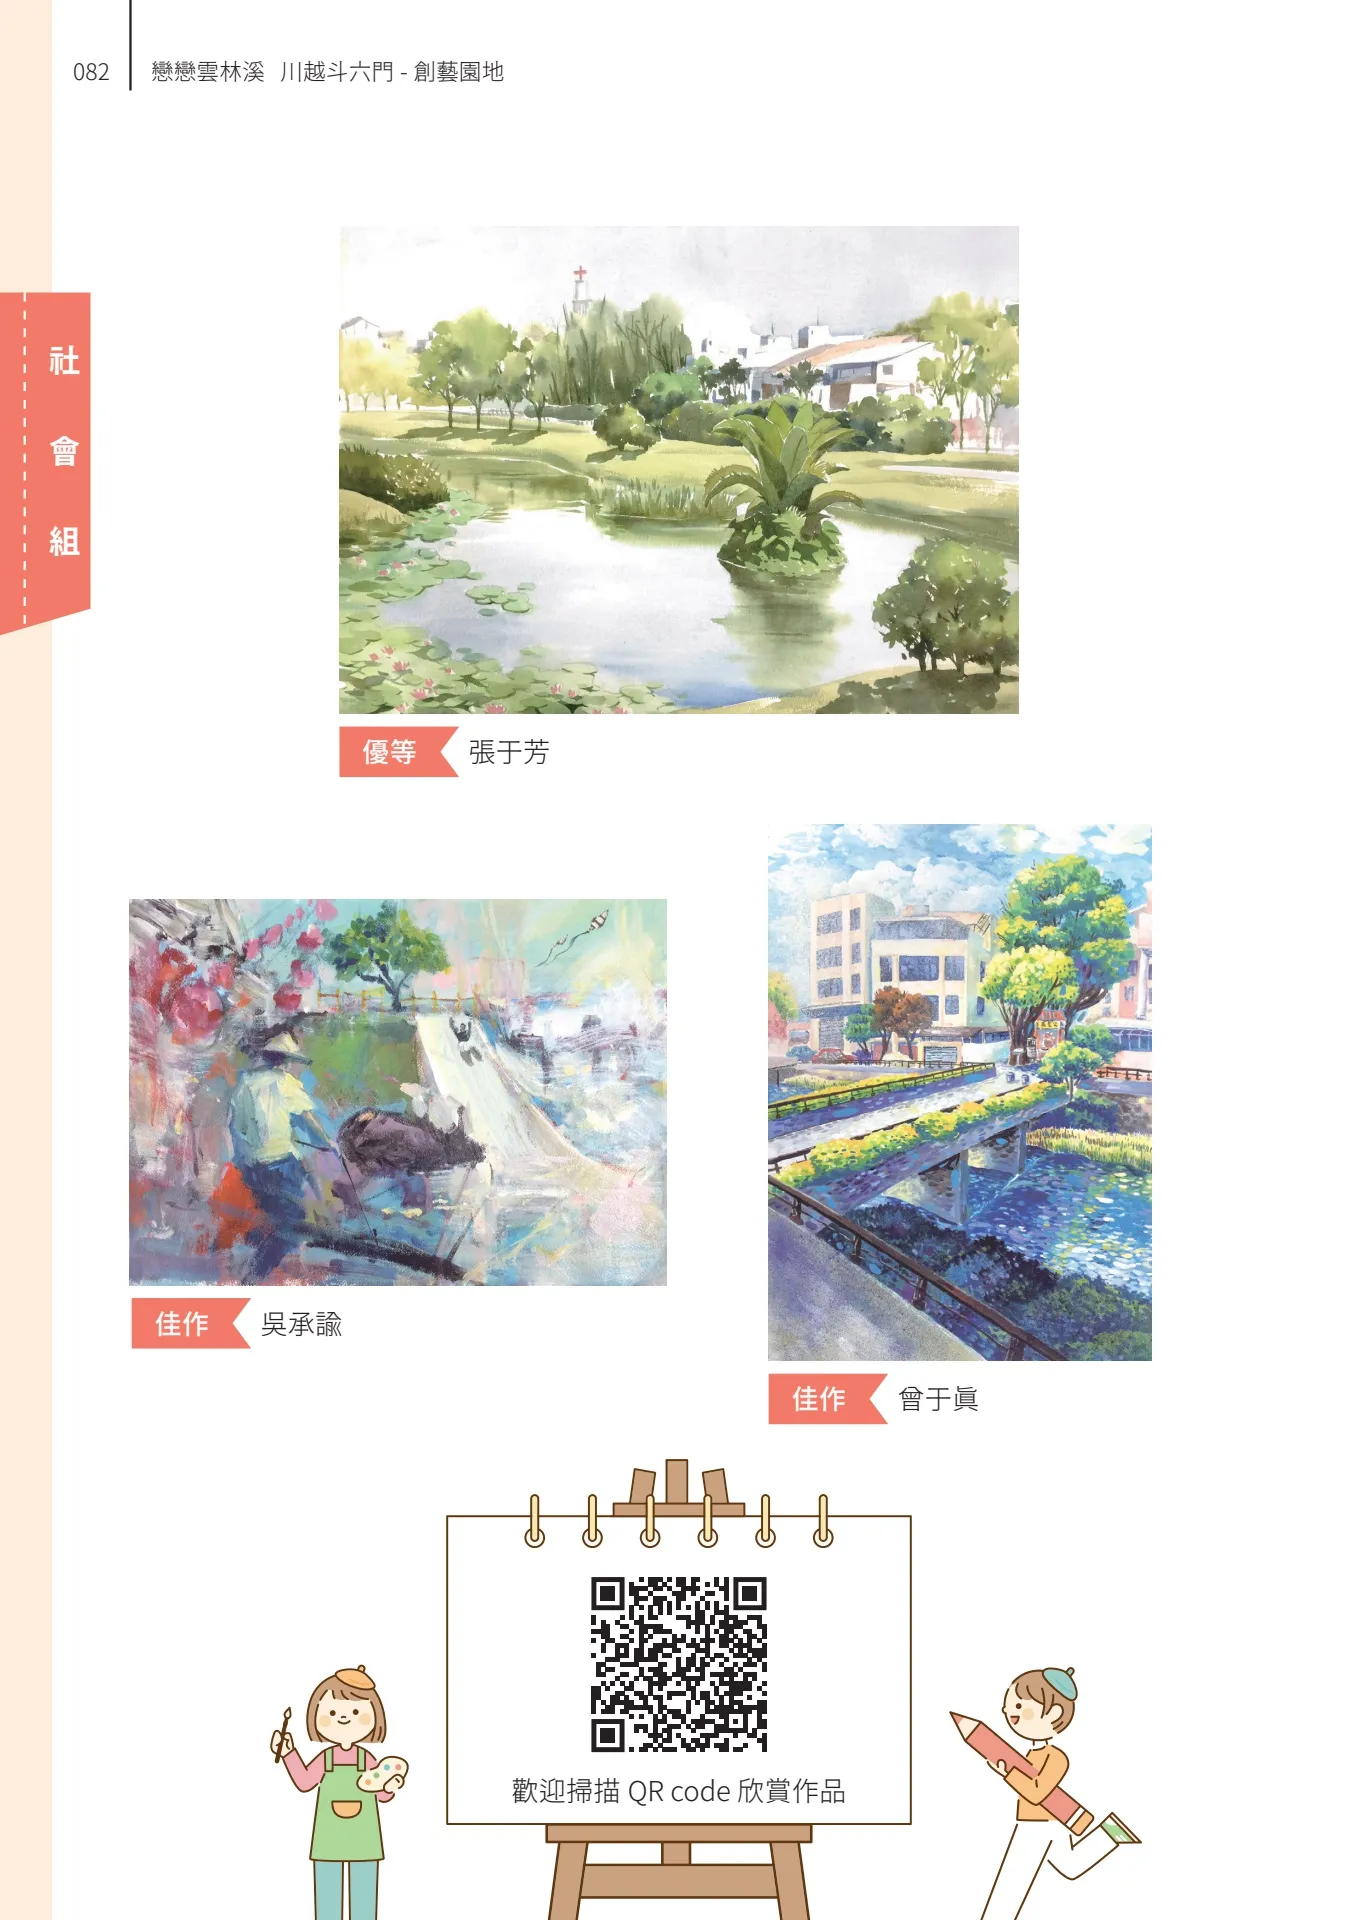 082
戀戀雲林溪 川越斗六門 - 創藝園地
社會組
優等 張于芳
佳作 吳承諭
佳作 曾于眞
歡迎掃描 QR code 欣賞作品